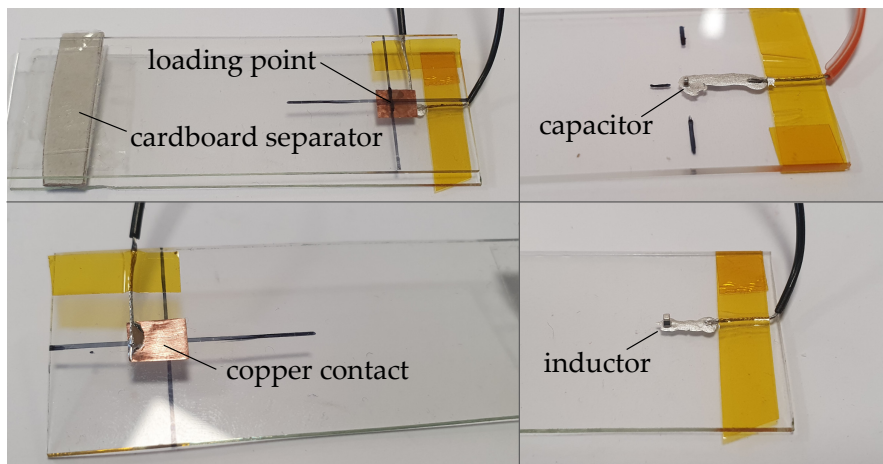 loading point
cardboard separator
capacitor
copper contact
inductor